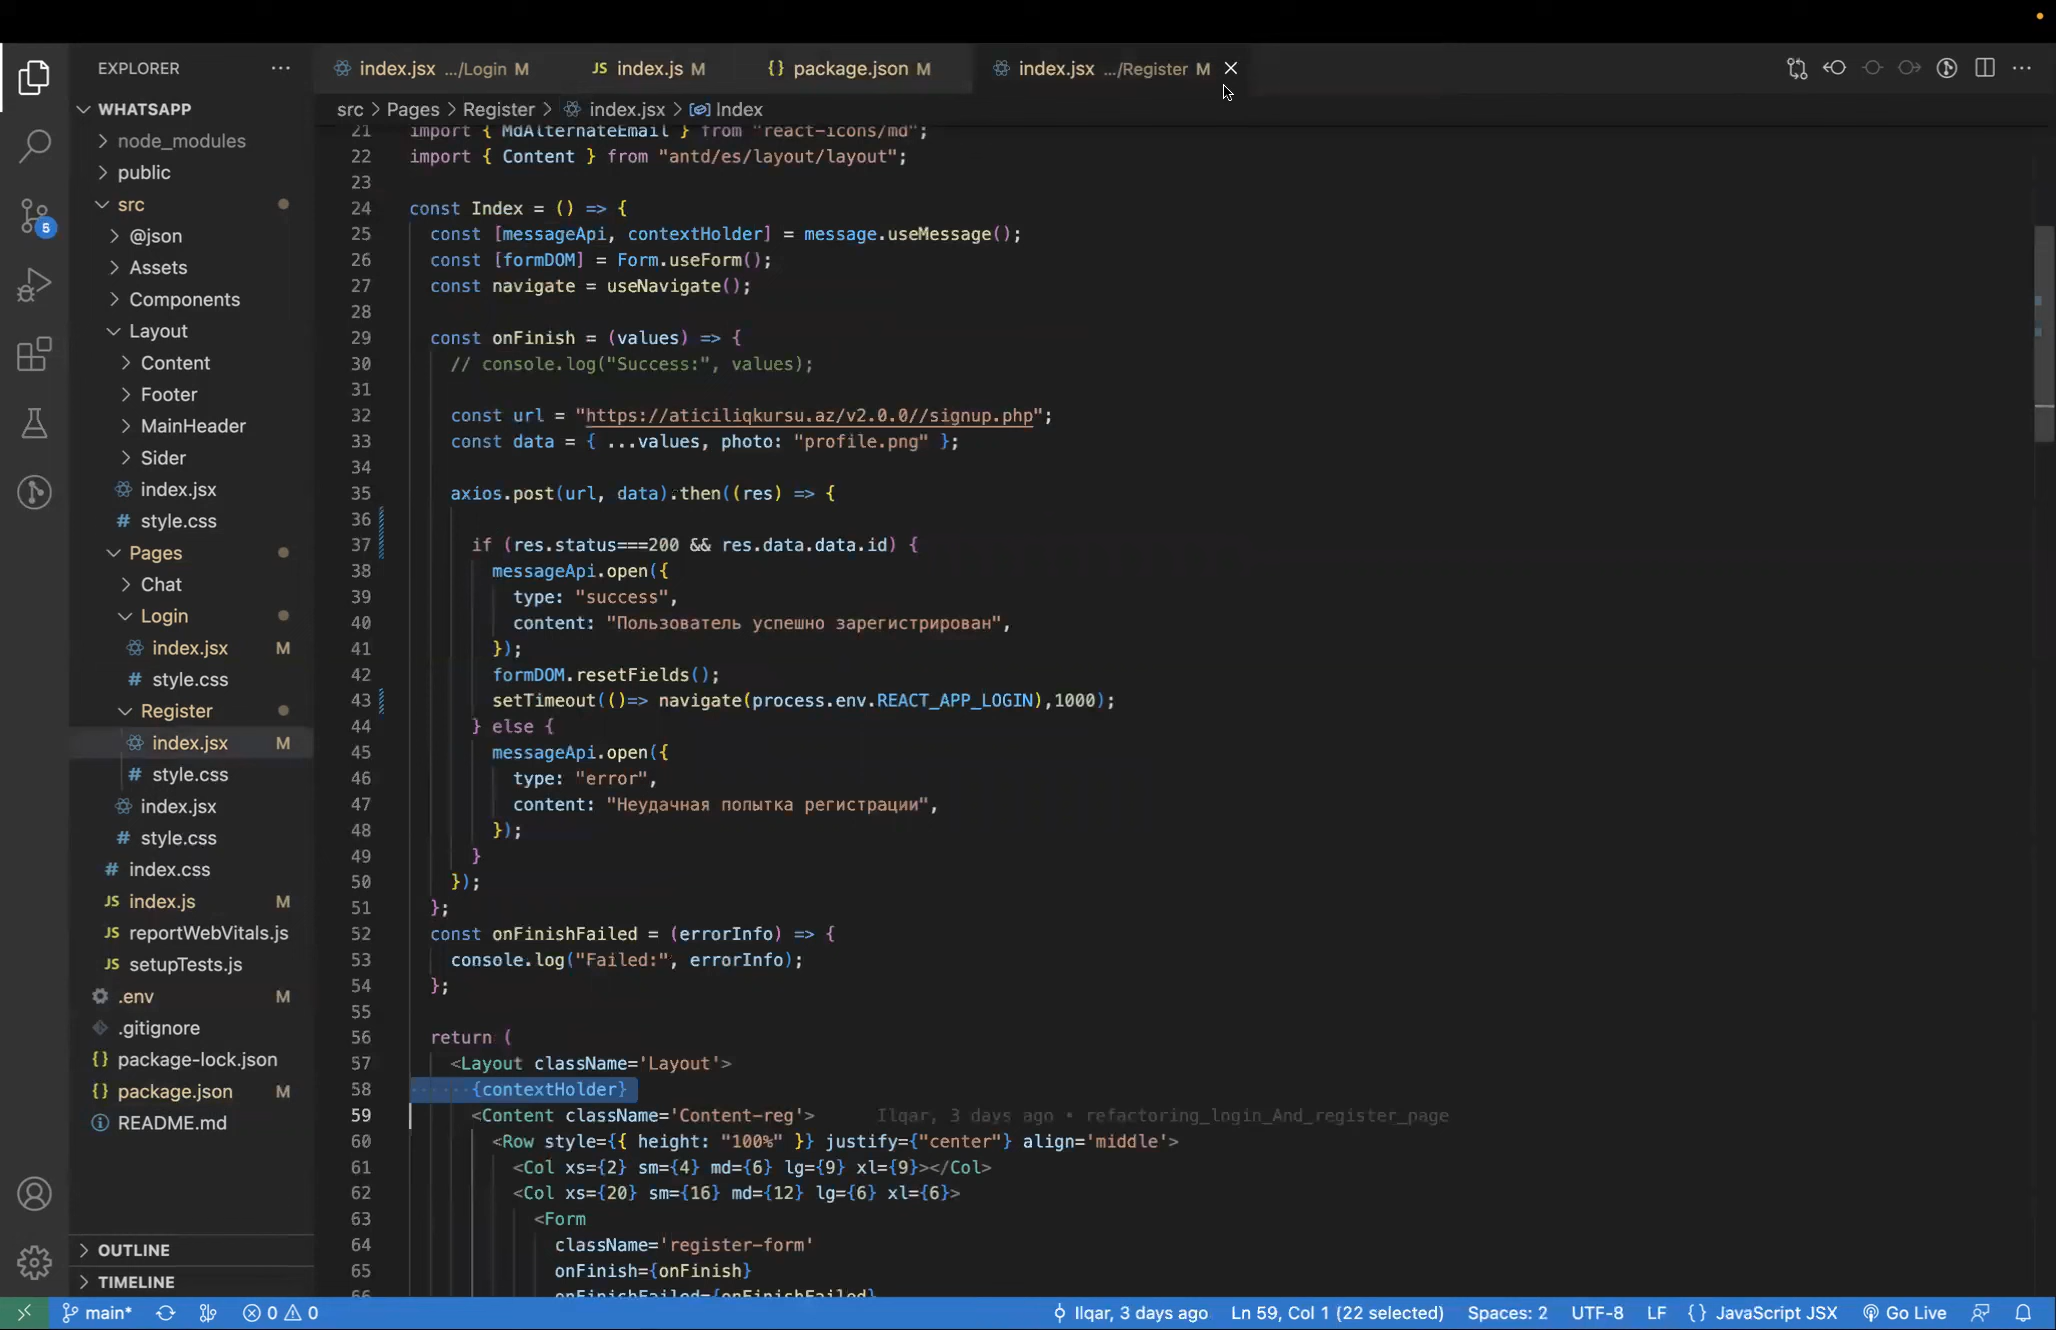 EXPLORER
WHATSAPP
node_modules
public
src
@json
Assets
Components
Layout
Content
Footer
MainHeader
Sider
index.jsx
style.css
Pages
Chat
Login
index.jsx M
style.css
Register
index.jsx M
style.css
index.jsx
style.css
index.css
index.js M
reportWebVitals.js
setupTests.js
.env M
.gitignore
package-lock.json
package.json M
README.md
OUTLINE
TIMELINE
5
index.jsx .../Login M
JS index.js M
{} package.json M
index.jsx .../Register M
src > Pages > Register > index.jsx > Index
21 import { MdAlternateEmail } from "react-icons/md";
22 import { Content } from "antd/es/layout/layout";
23
24 const Index = () => {
25 const [messageApi, contextHolder] = message.useMessage();
26 const [formDOM] = Form.useForm();
27 const navigate = useNavigate();
28
29 const onFinish = (values) => {
30 // console.log("Success:", values);
31
32 const url = "https://aticiliqkursu.az/v2.0.0//signup.php";
33 const data = { ...values, photo: "profile.png" };
34
35 axios.post(url, data).then((res) => {
36
37 if (res.status===200 && res.data.data.id) {
38 messageApi.open({
39 type: "success",
40 content: "Пользователь успешно зарегистрирован",
41 });
42 formDOM.resetFields();
43 setTimeout(()=> navigate(process.env.REACT_APP_LOGIN),1000);
44 } else {
45 messageApi.open({
46 type: "error",
47 content: "Неудачная попытка регистрации",
48 });
49 }
50 });
51 };
52 const onFinishFailed = (errorInfo) => {
53 console.log("Failed:", errorInfo);
54 };
55
56 return (
57 <Layout className='Layout'>
58 {contextHolder}
59 <Content className='Content-reg'> Ilqar, 3 days ago • refactoring_login_And_register_page
60 <Row style={{ height: "100%" }} justify={"center"} align='middle'>
61 <Col xs={2} sm={4} md={6} lg={9} xl={9}></Col>
62 <Col xs={20} sm={16} md={12} lg={6} xl={6}>
63 <Form
64 className='register-form'
65 onFinish={onFinish}
66 onFinishFailed={onFinishFailed}
main* 0 0 Ilqar, 3 days ago Ln 59, Col 1 (22 selected) Spaces: 2 UTF-8 LF {} JavaScript JSX Go Live